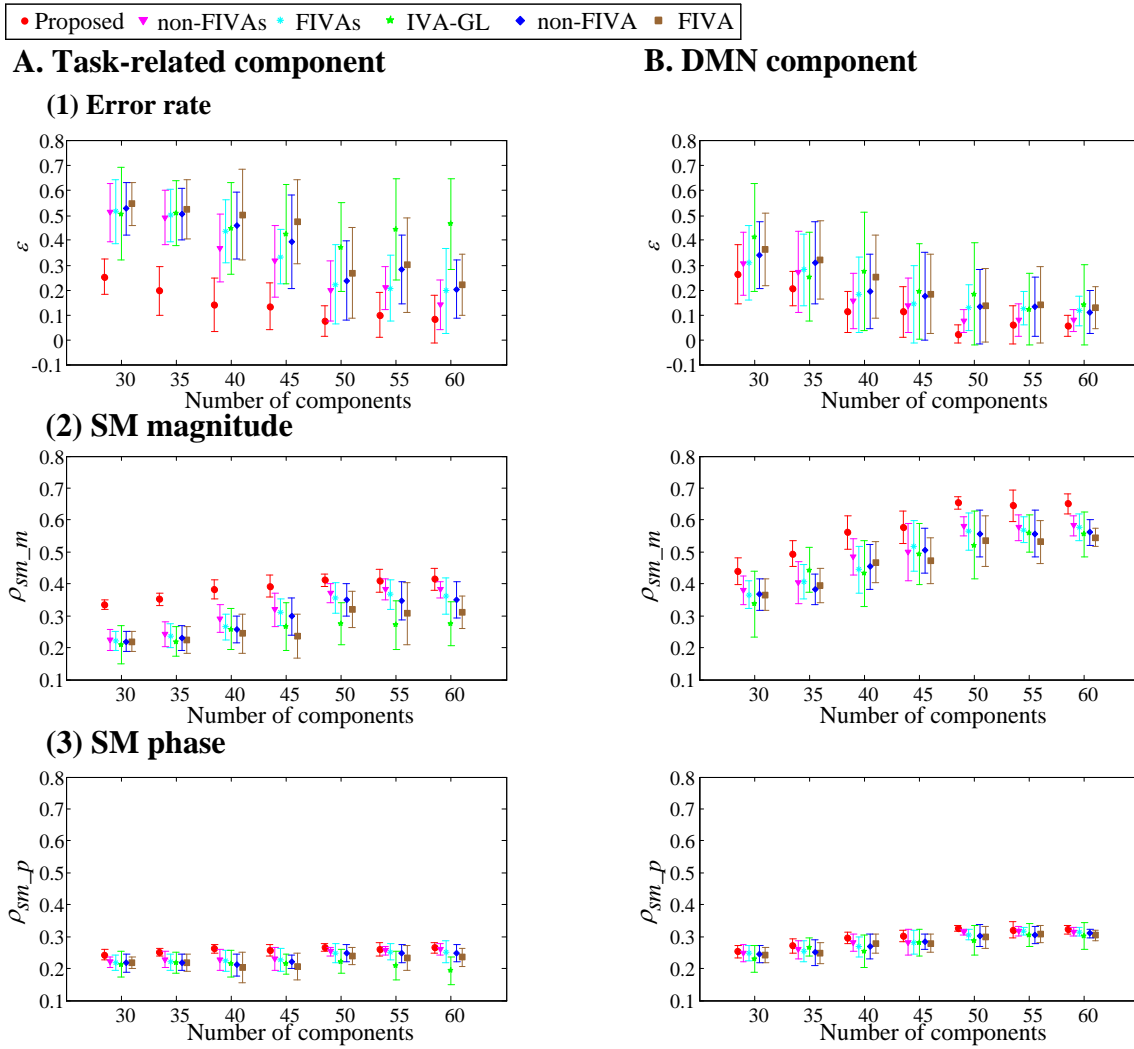 Proposed non-FIVAs FIVAs IVA-GL non-FIVA FIVA
A. Task-related component
B. DMN component
(1) Error rate
0.8
0.7
0.6
0.5
0.4
0.3
0.2
0.1
0
-0.1
ε
30 35 40 45 50 55 60
Number of components
0.8
0.7
0.6
0.5
0.4
0.3
0.2
0.1
0
-0.1
ε
30 35 40 45 50 55 60
Number of components
(2) SM magnitude
0.8
0.7
0.6
0.5
0.4
0.3
0.2
0.1
ρsm_m
30 35 40 45 50 55 60
Number of components
0.8
0.7
0.6
0.5
0.4
0.3
0.2
0.1
ρsm_m
30 35 40 45 50 55 60
Number of components
(3) SM phase
0.8
0.7
0.6
0.5
0.4
0.3
0.2
0.1
ρsm_p
30 35 40 45 50 55 60
Number of components
0.8
0.7
0.6
0.5
0.4
0.3
0.2
0.1
ρsm_p
30 35 40 45 50 55 60
Number of components